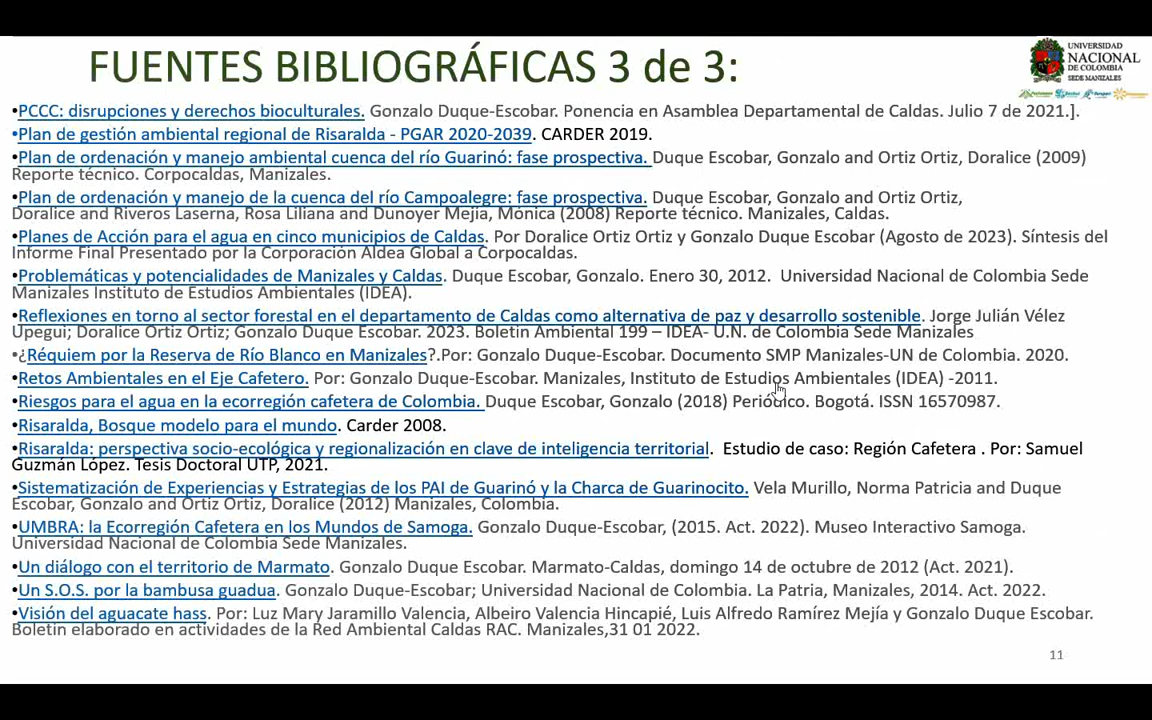 FUENTES BIBLIOGRÁFICAS 3 de 3:
UNIVERSIDAD
NACIONAL
DE COLOMBIA
SEDE MANIZALES
•PCCC: disrupciones y derechos bioculturales. Gonzalo Duque-Escobar. Ponencia en Asamblea Departamental de Caldas. Julio 7 de 2021.].
•Plan de gestión ambiental regional de Risaralda - PGAR 2020-2039. CARDER 2019.
•Plan de ordenación y manejo ambiental cuenca del río Guarinó: fase prospectiva. Duque Escobar, Gonzalo and Ortiz Ortiz, Doralice (2009)
Reporte técnico. Corpocaldas, Manizales.
•Plan de ordenación y manejo de la cuenca del río Campoalegre: fase prospectiva. Duque Escobar, Gonzalo and Ortiz Ortiz,
Doralice and Riveros Laserna, Rosa Liliana and Dunoyer Mejía, Mónica (2008) Reporte técnico. Manizales, Caldas.
•Planes de Acción para el agua en cinco municipios de Caldas. Por Doralice Ortiz Ortiz y Gonzalo Duque Escobar (Agosto de 2023). Síntesis del
Informe Final Presentado por la Corporación Aldea Global a Corpocaldas.
•Problemáticas y potencialidades de Manizales y Caldas. Duque Escobar, Gonzalo. Enero 30, 2012. Universidad Nacional de Colombia Sede
Manizales Instituto de Estudios Ambientales (IDEA).
•Reflexiones en torno al sector forestal en el departamento de Caldas como alternativa de paz y desarrollo sostenible. Jorge Julián Vélez
Upegui; Doralice Ortiz Ortiz; Gonzalo Duque Escobar. 2023. Boletín Ambiental 199 – IDEA- U.N. de Colombia Sede Manizales
•¿Réquiem por la Reserva de Río Blanco en Manizales?.Por: Gonzalo Duque-Escobar. Documento SMP Manizales-UN de Colombia. 2020.
•Retos Ambientales en el Eje Cafetero. Por: Gonzalo Duque-Escobar. Manizales, Instituto de Estudios Ambientales (IDEA) -2011.
•Riesgos para el agua en la ecorregión cafetera de Colombia. Duque Escobar, Gonzalo (2018) Periódico. Bogotá. ISSN 16570987.
•Risaralda, Bosque modelo para el mundo. Carder 2008.
•Risaralda: perspectiva socio-ecológica y regionalización en clave de inteligencia territorial. Estudio de caso: Región Cafetera . Por: Samuel
Guzmán López. Tesis Doctoral UTP, 2021.
•Sistematización de Experiencias y Estrategias de los PAI de Guarinó y la Charca de Guarinocito. Vela Murillo, Norma Patricia and Duque
Escobar, Gonzalo and Ortiz Ortiz, Doralice (2012) Manizales, Colombia.
•UMBRA: la Ecorregión Cafetera en los Mundos de Samoga. Gonzalo Duque-Escobar, (2015. Act. 2022). Museo Interactivo Samoga.
Universidad Nacional de Colombia Sede Manizales.
•Un diálogo con el territorio de Marmato. Gonzalo Duque Escobar. Marmato-Caldas, domingo 14 de octubre de 2012 (Act. 2021).
•Un S.O.S. por la bambusa guadua. Gonzalo Duque-Escobar; Universidad Nacional de Colombia. La Patria, Manizales, 2014. Act. 2022.
•Visión del aguacate hass. Por: Luz Mary Jaramillo Valencia, Albeiro Valencia Hincapié, Luis Alfredo Ramírez Mejía y Gonzalo Duque Escobar.
Boletín elaborado en actividades de la Red Ambiental Caldas RAC. Manizales,31 01 2022.
11